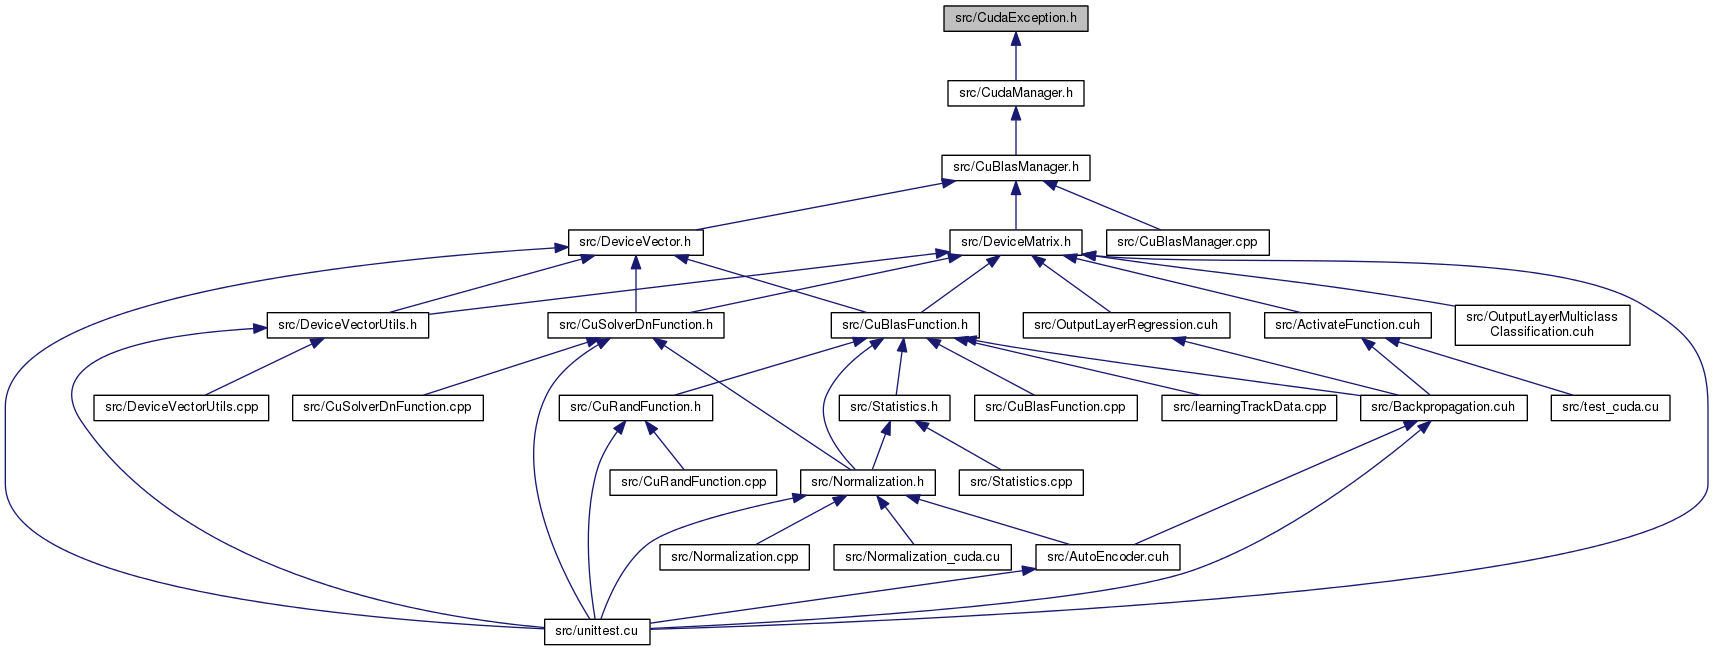 src/CudaException.h
src/CudaManager.h
src/CuBlasManager.h
src/DeviceVector.h
src/DeviceMatrix.h
src/CuBlasManager.cpp
src/DeviceVectorUtils.h
src/CuSolverDnFunction.h
src/CuBlasFunction.h
src/OutputLayerRegression.cuh
src/ActivateFunction.cuh
src/OutputLayerMulticlass
Classification.cuh
src/DeviceVectorUtils.cpp
src/CuSolverDnFunction.cpp
src/CuRandFunction.h
src/Statistics.h
src/CuBlasFunction.cpp
src/learningTrackData.cpp
src/Backpropagation.cuh
src/test_cuda.cu
src/CuRandFunction.cpp
src/Normalization.h
src/Statistics.cpp
src/Normalization.cpp
src/Normalization_cuda.cu
src/AutoEncoder.cuh
src/unittest.cu